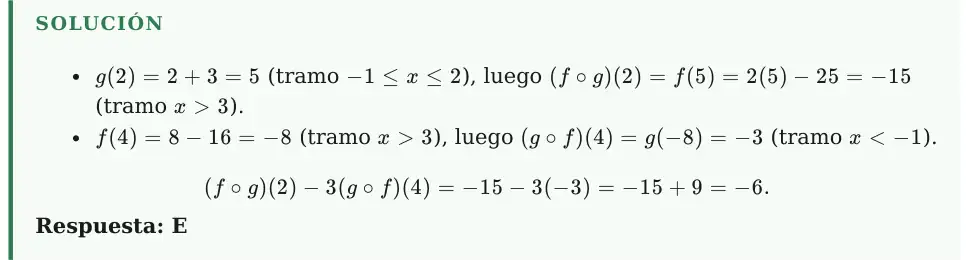 SOLUCIÓN
• g(2) = 2 + 3 = 5 (tramo −1 ≤ x ≤ 2), luego (f ∘ g)(2) = f(5) = 2(5) − 25 = −15
(tramo x > 3).
• f(4) = 8 − 16 = −8 (tramo x > 3), luego (g ∘ f)(4) = g(−8) = −3 (tramo x < −1).
(f ∘ g)(2) − 3(g ∘ f)(4) = −15 − 3(−3) = −15 + 9 = −6.
Respuesta: E